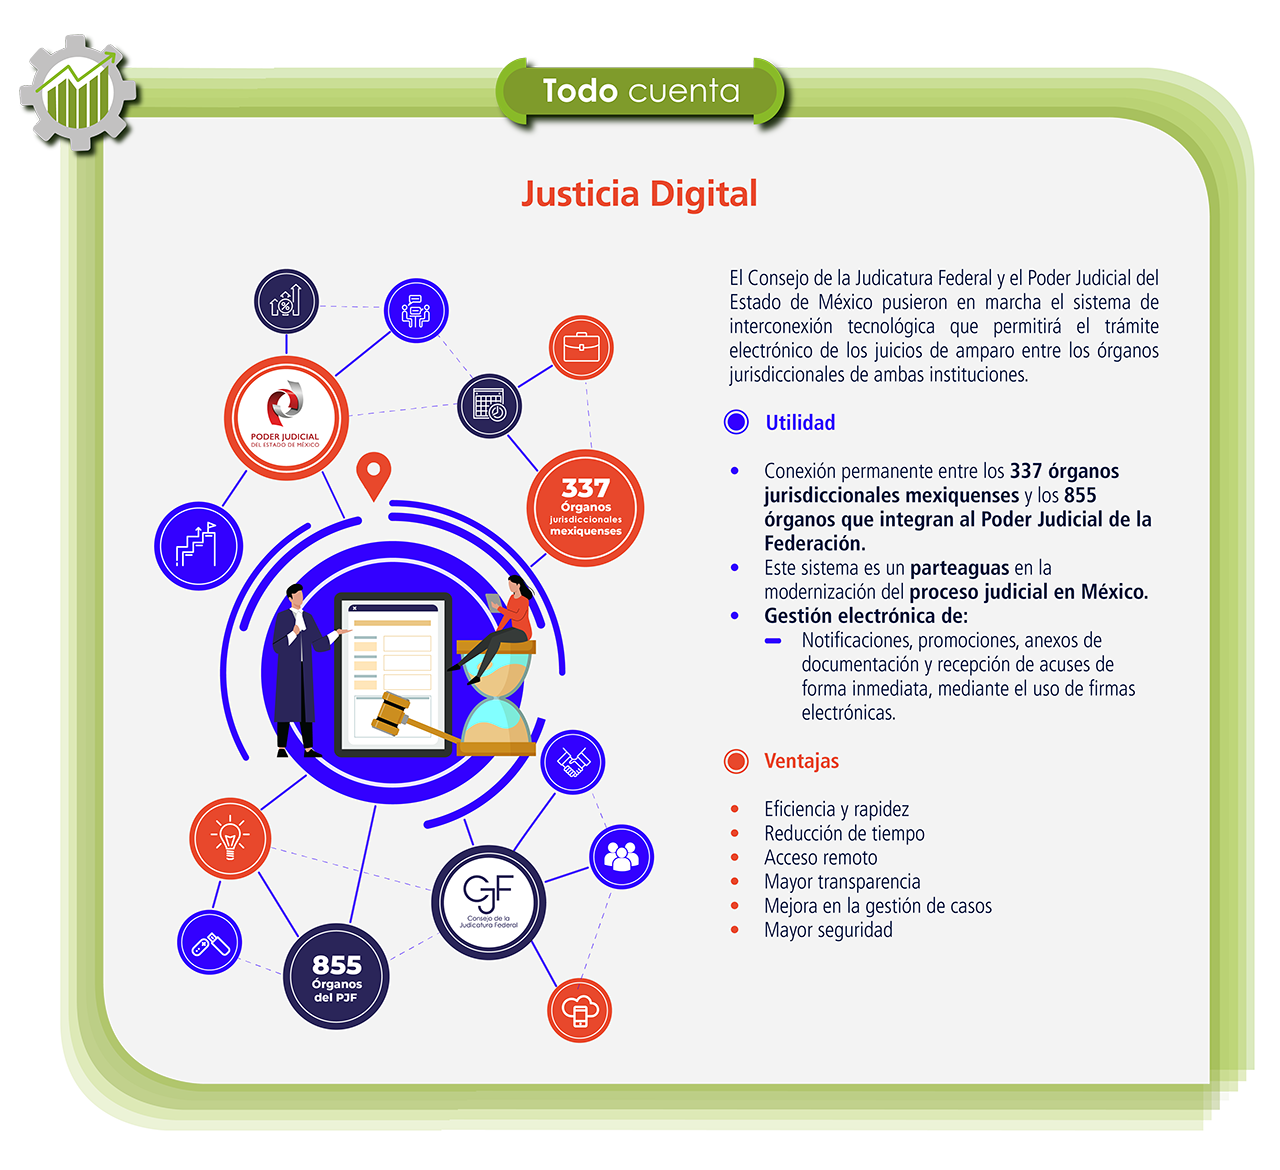 Todo cuenta
Justicia Digital
PODER JUDICIAL
DEL ESTADO DE MÉXICO
337
Órganos
jurisdiccionales
mexiquenses
855
Órganos
del PJF
CJF
Consejo de la
Judicatura Federal
El Consejo de la Judicatura Federal y el Poder Judicial del
Estado de México pusieron en marcha el sistema de
interconexión tecnológica que permitirá el trámite
electrónico de los juicios de amparo entre los órganos
jurisdiccionales de ambas instituciones.
Utilidad
• Conexión permanente entre los 337 órganos
jurisdiccionales mexiquenses y los 855
órganos que integran al Poder Judicial de la
Federación.
• Este sistema es un parteaguas en la
modernización del proceso judicial en México.
• Gestión electrónica de:
– Notificaciones, promociones, anexos de
documentación y recepción de acuses de
forma inmediata, mediante el uso de firmas
electrónicas.
Ventajas
• Eficiencia y rapidez
• Reducción de tiempo
• Acceso remoto
• Mayor transparencia
• Mejora en la gestión de casos
• Mayor seguridad